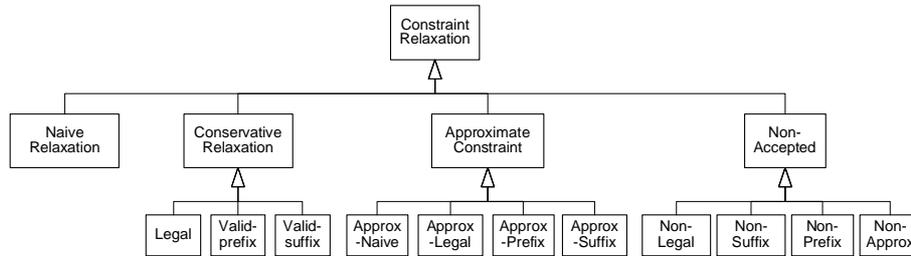 Constraint
Relaxation
Naive
Relaxation
Conservative
Relaxation
Approximate
Constraint
Non-
Accepted
Legal
Valid-
prefix
Valid-
suffix
Approx
-Naive
Approx
-Legal
Approx
-Prefix
Approx
-Suffix
Non-
Legal
Non-
Suffix
Non-
Prefix
Non-
Approx